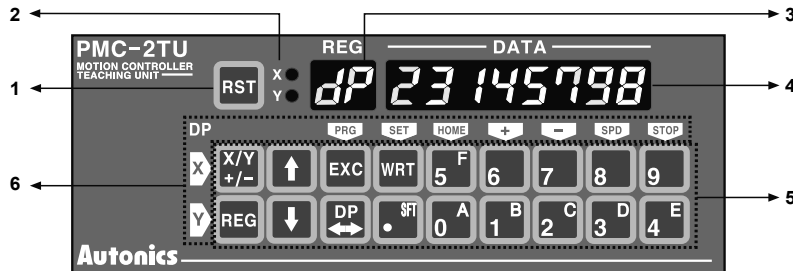 2 3
PMC-2TU REG DATA
MOTION CONTROLLER
TEACHING UNIT
1 RST X Y dP 23145798 4
DP PRG SET HOME + - SPD STOP
6 X X/Y +/- ↑ EXC WRT 5 F 6 7 8 9 5
Y REG ↓ DP ↔ • SFT 0 A 1 B 2 C 3 D 4 E
Autonics